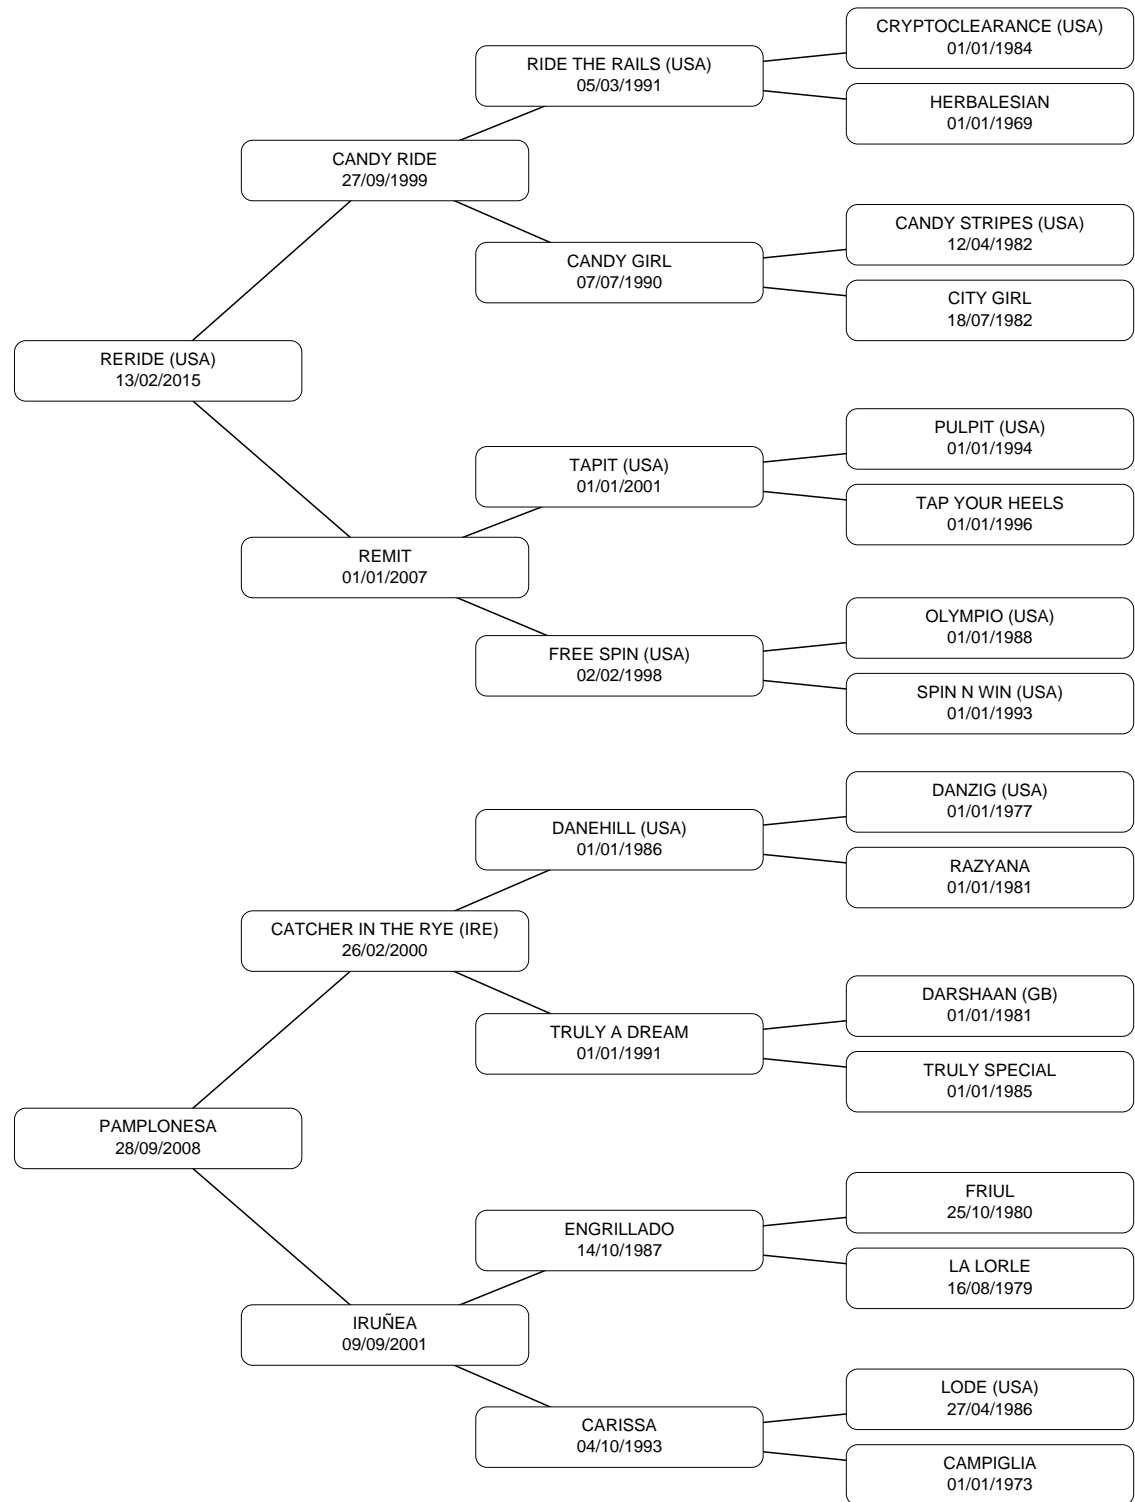 CRYPTOCLEARANCE (USA)
01/01/1984
RIDE THE RAILS (USA)
05/03/1991
HERBALESIAN
01/01/1969
CANDY RIDE
27/09/1999
CANDY STRIPES (USA)
12/04/1982
CANDY GIRL
07/07/1990
CITY GIRL
18/07/1982
RERIDE (USA)
13/02/2015
PULPIT (USA)
01/01/1994
TAPIT (USA)
01/01/2001
TAP YOUR HEELS
01/01/1996
REMIT
01/01/2007
OLYMPIO (USA)
01/01/1988
FREE SPIN (USA)
02/02/1998
SPIN N WIN (USA)
01/01/1993
DANZIG (USA)
01/01/1977
DANEHILL (USA)
01/01/1986
RAZYANA
01/01/1981
CATCHER IN THE RYE (IRE)
26/02/2000
DARSHAAN (GB)
01/01/1981
TRULY A DREAM
01/01/1991
TRULY SPECIAL
01/01/1985
PAMPLONESA
28/09/2008
FRIUL
25/10/1980
ENGRILLADO
14/10/1987
LA LORLE
16/08/1979
IRUÑEA
09/09/2001
LODE (USA)
27/04/1986
CARISSA
04/10/1993
CAMPIGLIA
01/01/1973